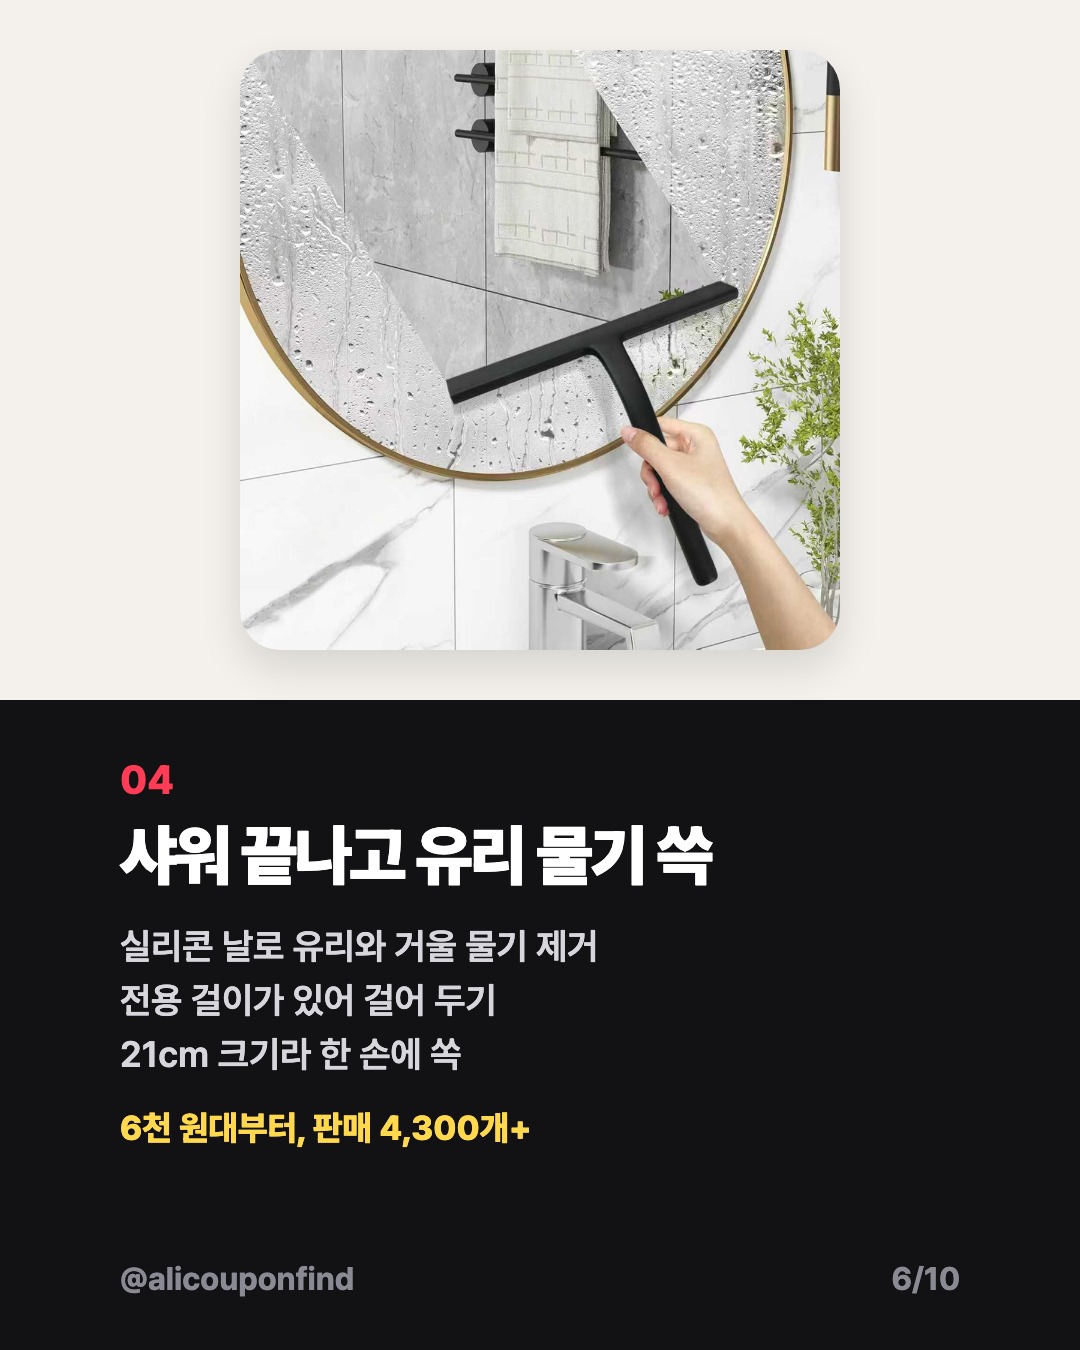 04
샤워 끝나고 유리 물기 쓱
실리콘 날로 유리와 거울 물기 제거
전용 걸이가 있어 걸어 두기
21cm 크기라 한 손에 쏙
6천 원대부터, 판매 4,300개+
@alicouponfind
6/10